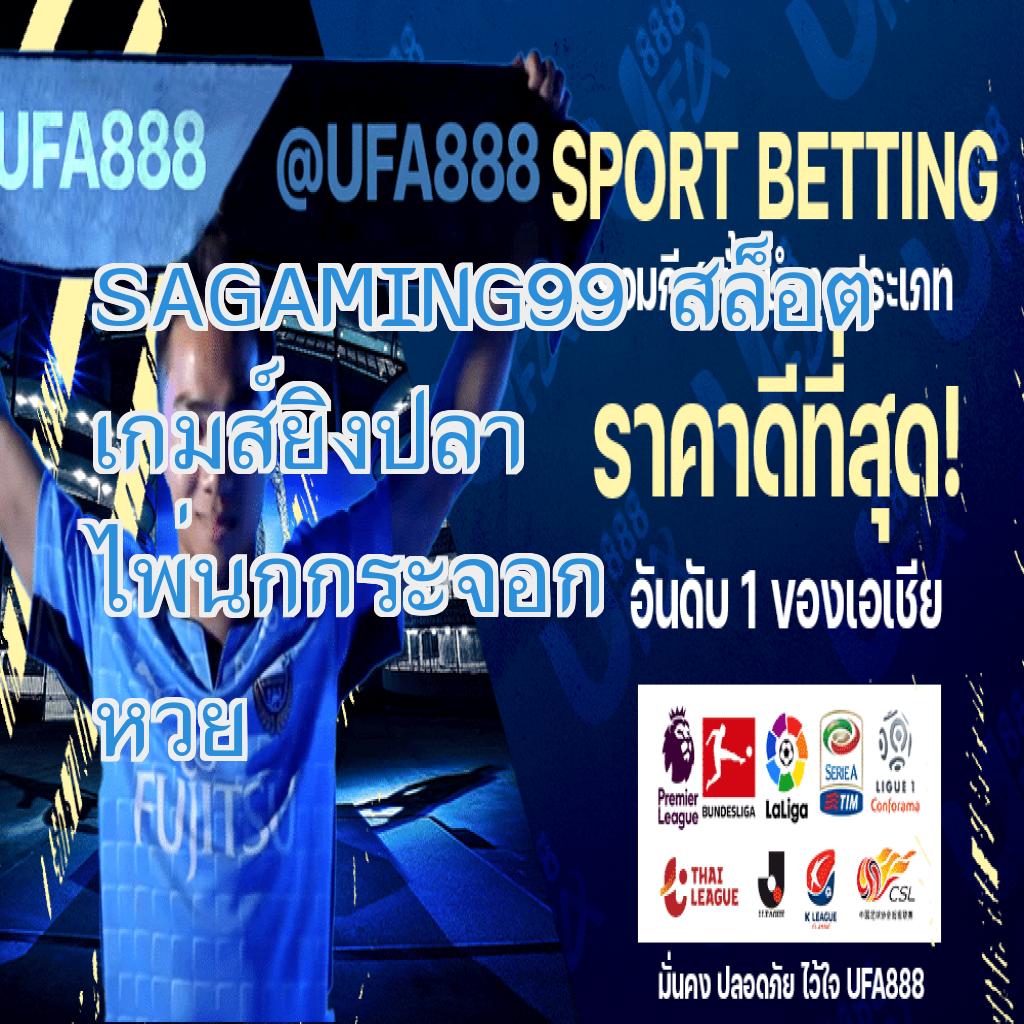 UFA888
@UFA888
SPORT BETTING
SAGAMING99 สล็อต
เกมส์ยิงปลา
ไพ่นกกระจอก
หวย
ราคาดีที่สุด!
อันดับ 1 ของเอเชีย
FUJITSU
Premier League
BUNDESLIGA
LaLiga
SERIE A
TIM
LIGUE 1
Conforama
THAI LEAGUE
J.LEAGUE
K LEAGUE
CSL
มั่นคง ปลอดภัย ไว้ใจ UFA888